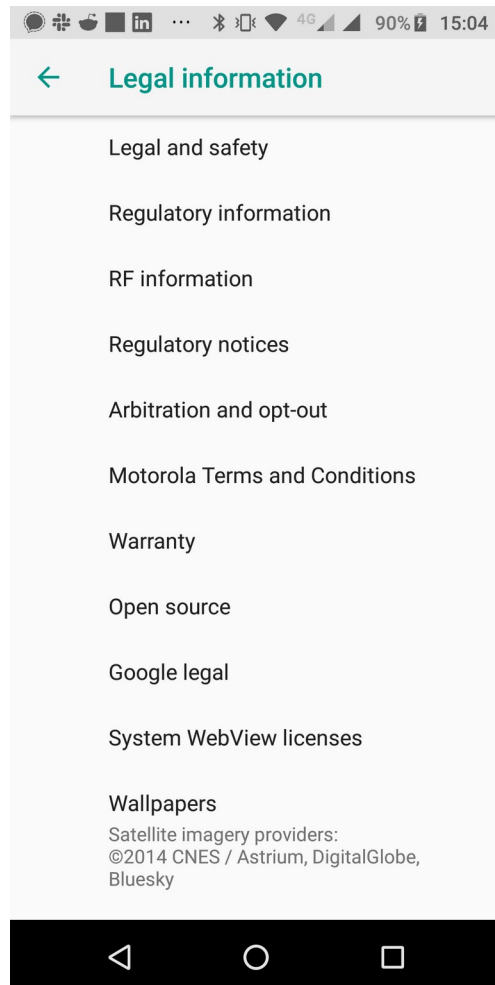 in ... 4G 90% 15:04
Legal information
Legal and safety
Regulatory information
RF information
Regulatory notices
Arbitration and opt-out
Motorola Terms and Conditions
Warranty
Open source
Google legal
System WebView licenses
Wallpapers
Satellite imagery providers:
©2014 CNES / Astrium, DigitalGlobe,
Bluesky